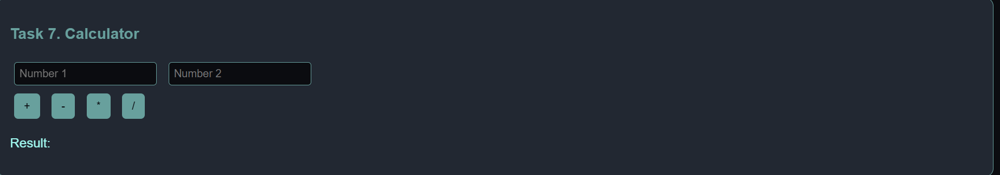 Task 7. Calculator
Number 1 Number 2
+ - * /
Result: